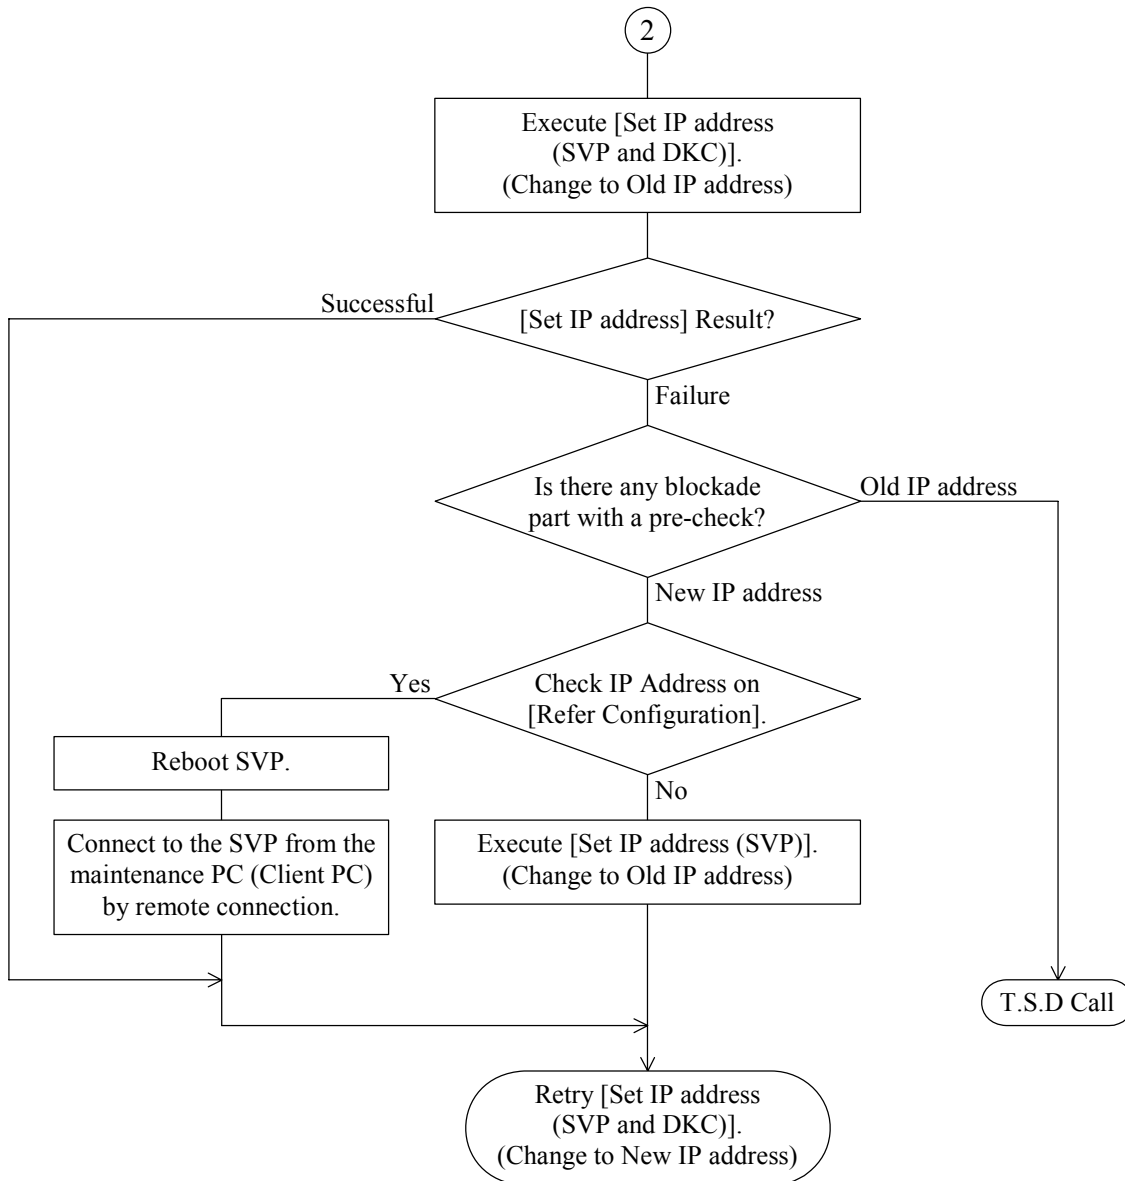 2
Execute [Set IP address
(SVP and DKC)].
(Change to Old IP address)
Successful
[Set IP address] Result?
Failure
Is there any blockade
part with a pre-check?
Old IP address
New IP address
Yes
Check IP Address on
[Refer Configuration].
No
Reboot SVP.
Connect to the SVP from the
maintenance PC (Client PC)
by remote connection.
Execute [Set IP address (SVP)].
(Change to Old IP address)
T.S.D Call
Retry [Set IP address
(SVP and DKC)].
(Change to New IP address)